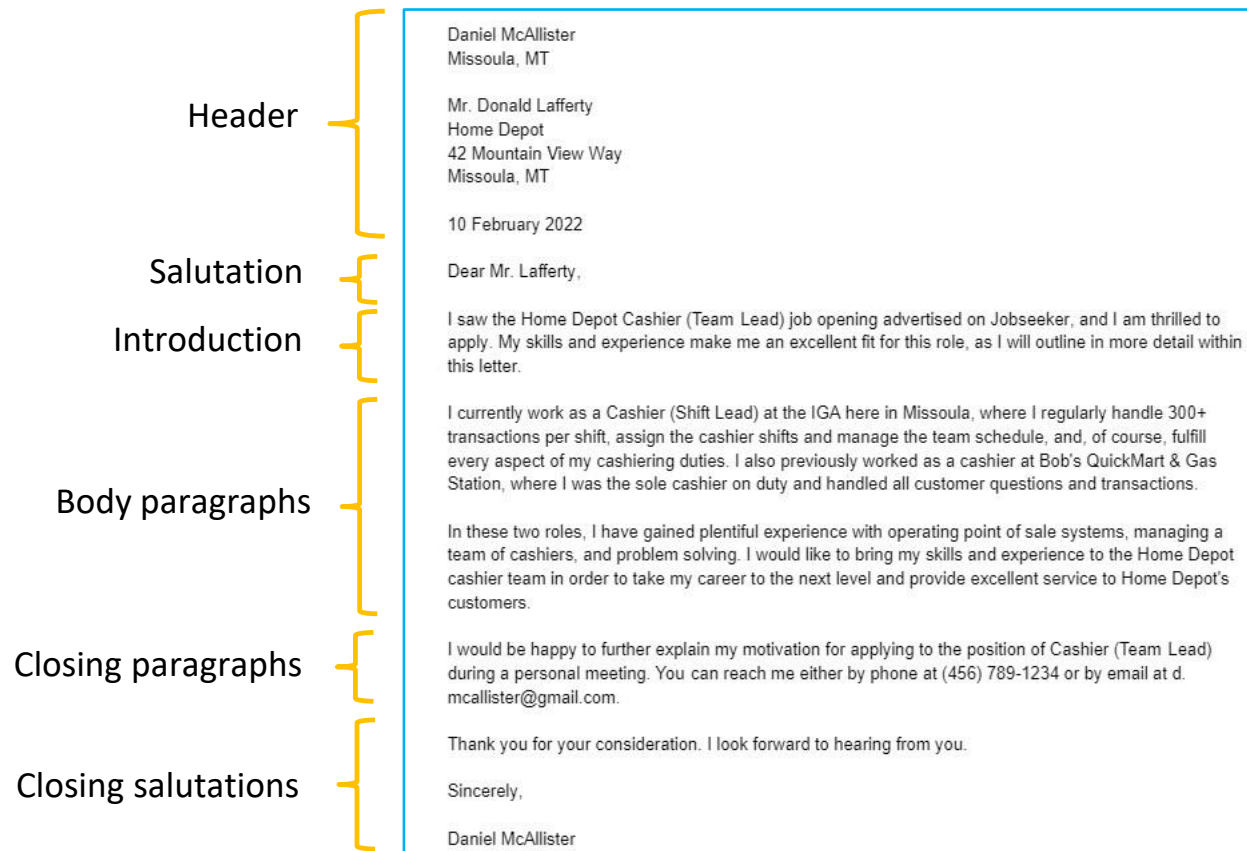 Header
Daniel McAllister
Missoula, MT
Mr. Donald Lafferty
Home Depot
42 Mountain View Way
Missoula, MT
10 February 2022
Salutation
Dear Mr. Lafferty,
Introduction
I saw the Home Depot Cashier (Team Lead) job opening advertised on Jobseeker, and I am thrilled to
apply. My skills and experience make me an excellent fit for this role, as I will outline in more detail within
this letter.
Body paragraphs
I currently work as a Cashier (Shift Lead) at the IGA here in Missoula, where I regularly handle 300+
transactions per shift, assign the cashier shifts and manage the team schedule, and, of course, fulfill
every aspect of my cashiering duties. I also previously worked as a cashier at Bob's QuickMart & Gas
Station, where I was the sole cashier on duty and handled all customer questions and transactions.
In these two roles, I have gained plentiful experience with operating point of sale systems, managing a
team of cashiers, and problem solving. I would like to bring my skills and experience to the Home Depot
cashier team in order to take my career to the next level and provide excellent service to Home Depot's
customers.
Closing paragraphs
I would be happy to further explain my motivation for applying to the position of Cashier (Team Lead)
during a personal meeting. You can reach me either by phone at (456) 789-1234 or by email at d.
mcallister@gmail.com.
Closing salutations
Thank you for your consideration. I look forward to hearing from you.
Sincerely,
Daniel McAllister